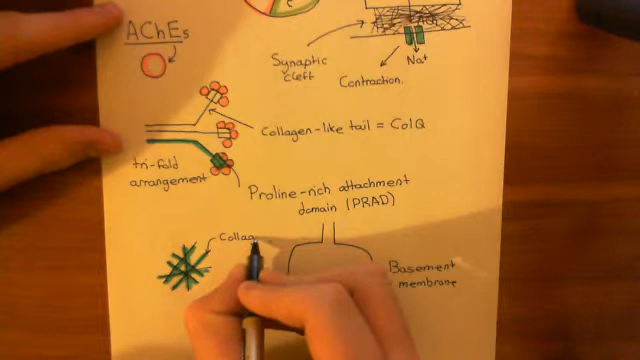 AChEs
e
Synaptic
cleft
Na+
Contraction.
Collagen-like tail = ColQ
tri-fold
arrangement
Proline-rich attachment
domain (PRAD)
Collag
Basement
membrane